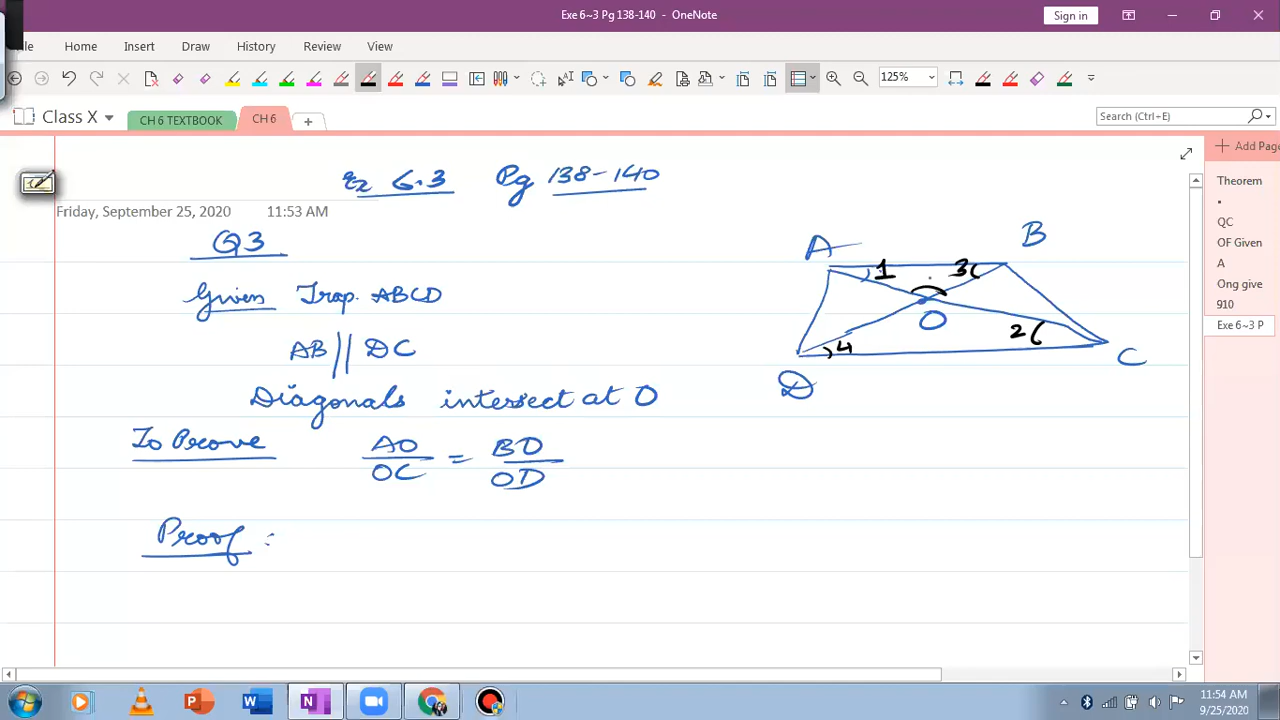 Exe 6~3 Pg 138-140 - OneNote
Sign in
File Home Insert Draw History Review View
125%
Class X
CH 6 TEXTBOOK
CH 6
Search (Ctrl+E)
Add Page
Theorem
QC
OF Given
A
Ong give
910
Exe 6~3 P
Ex 6.3 Pg 138-140
Friday, September 25, 2020 11:53 AM
Q3
Given Trap. ABCD
AB || DC
Diagonals intersect at O
To Prove AO/OC = BO/OD
Proof :
A B
1 3
O
4 2
D C
W
N
P
11:54 AM
9/25/2020